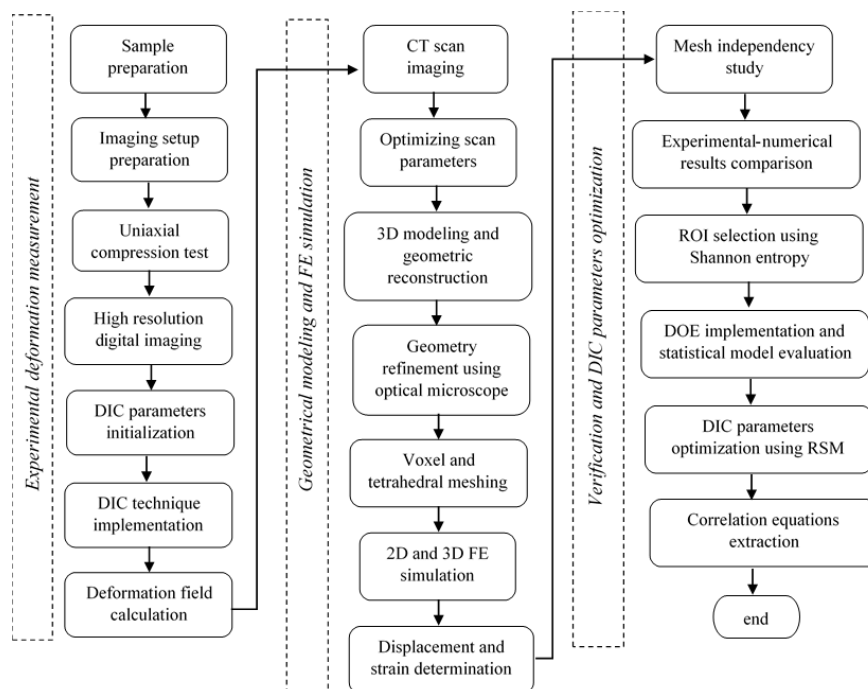 Experimental deformation measurement
Sample
preparation
Imaging setup
preparation
Uniaxial
compression test
High resolution
digital imaging
DIC parameters
initialization
DIC technique
implementation
Deformation field
calculation
Geometrical modeling and FE simulation
CT scan
imaging
Optimizing scan
parameters
3D modeling and
geometric
reconstruction
Geometry
refinement using
optical microscope
Voxel and
tetrahedral meshing
2D and 3D FE
simulation
Displacement and
strain determination
Verification and DIC parameters optimization
Mesh independency
study
Experimental-numerical
results comparison
ROI selection using
Shannon entropy
DOE implementation and
statistical model evaluation
DIC parameters
optimization using RSM
Correlation equations
extraction
end